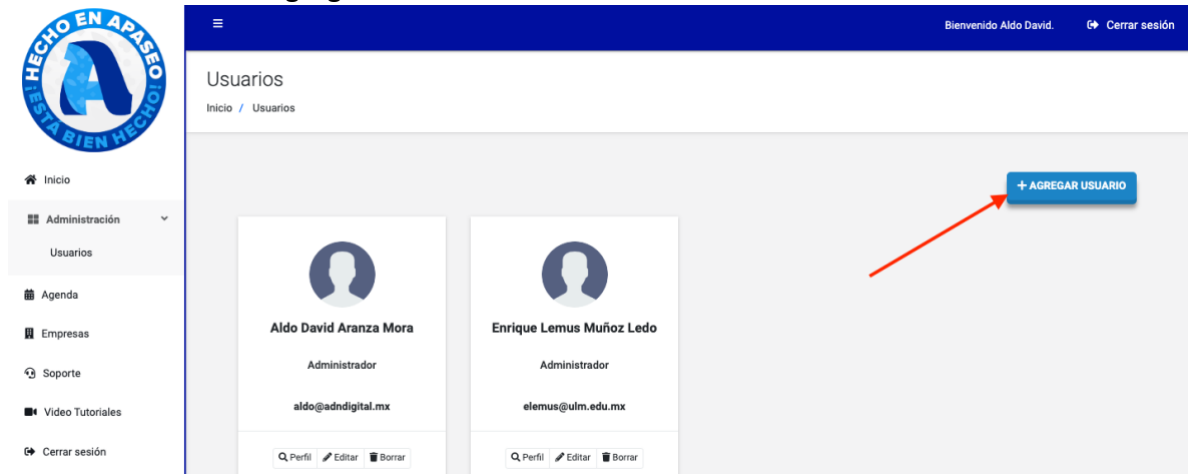 ¡HECHO EN APASEO
ESTÁ BIEN HECHO!
Bienvenido Aldo David.
Cerrar sesión
Usuarios
Inicio / Usuarios
Inicio
Administración
Usuarios
Agenda
Empresas
Soporte
Video Tutoriales
Cerrar sesión
+ AGREGAR USUARIO
Aldo David Aranza Mora
Administrador
aldo@adndigital.mx
Perfil Editar Borrar
Enrique Lemus Muñoz Ledo
Administrador
elemus@ulm.edu.mx
Perfil Editar Borrar